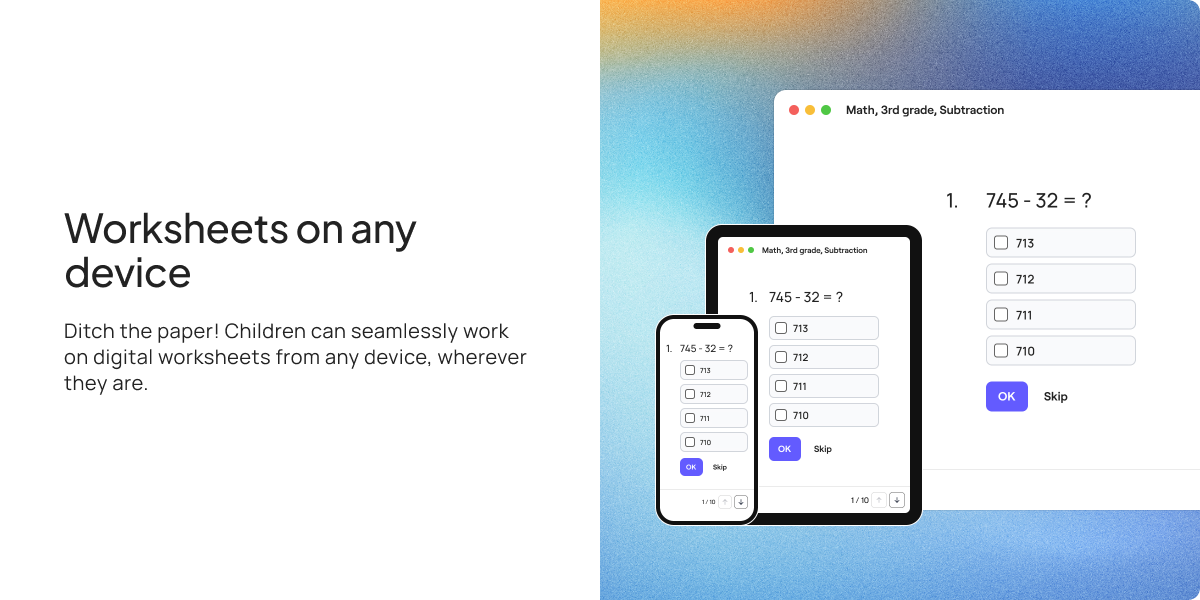 Worksheets on any
device
Ditch the paper! Children can seamlessly work
on digital worksheets from any device, wherever
they are.
Math, 3rd grade, Subtraction
1. 745 - 32 = ?
713
712
711
710
OK Skip
Math, 3rd grade, Subtraction
1. 745 - 32 = ?
713
712
711
710
OK Skip
1 / 10
1. 745 - 32 = ?
713
712
711
710
OK Skip
1 / 10